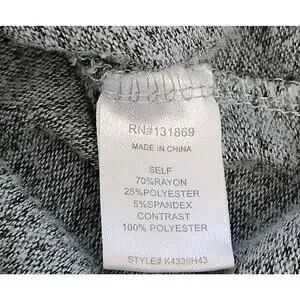 RN#131869
MADE IN CHINA
SELF
70%RAYON
25%POLYESTER
5%SPANDEX
CONTRAST
100% POLYESTER
STYLE# K4339H43